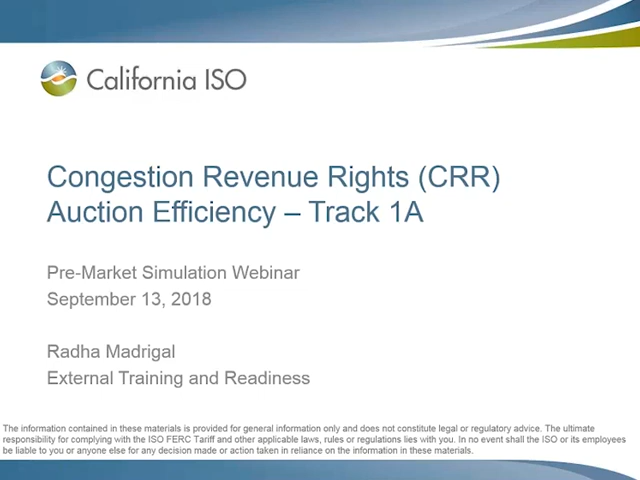 California ISO
Congestion Revenue Rights (CRR)
Auction Efficiency – Track 1A
Pre-Market Simulation Webinar
September 13, 2018
Radha Madrigal
External Training and Readiness
The information contained in these materials is provided for general information only and does not constitute legal or regulatory advice. The ultimate
responsibility for complying with the ISO FERC Tariff and other applicable laws, rules or regulations lies with you. In no event shall the ISO or its employees
be liable to you or anyone else for any decision made or action taken in reliance on the information in these materials.